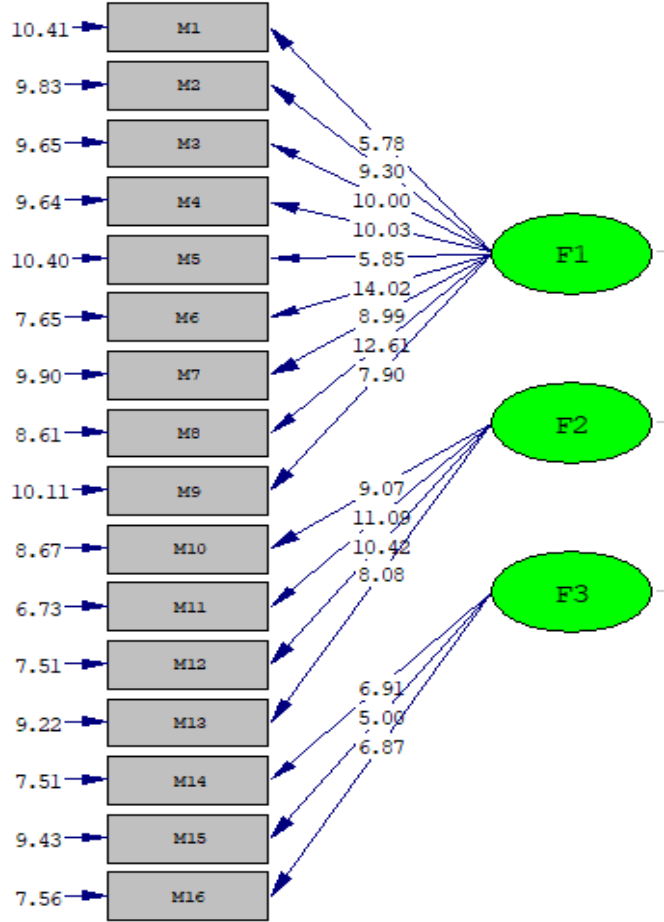 10.41 M1
9.83 M2
9.65 M3
5.78
9.30
10.00
9.64 M4
10.03
F1
10.40 M5
5.85
14.02
7.65 M6
8.99
12.61
9.90 M7
7.90
8.61 M8
F2
10.11 M9
9.07
11.09
8.67 M10
10.42
8.08
F3
6.73 M11
7.51 M12
6.91
9.22 M13
5.00
6.87
7.51 M14
9.43 M15
7.56 M16